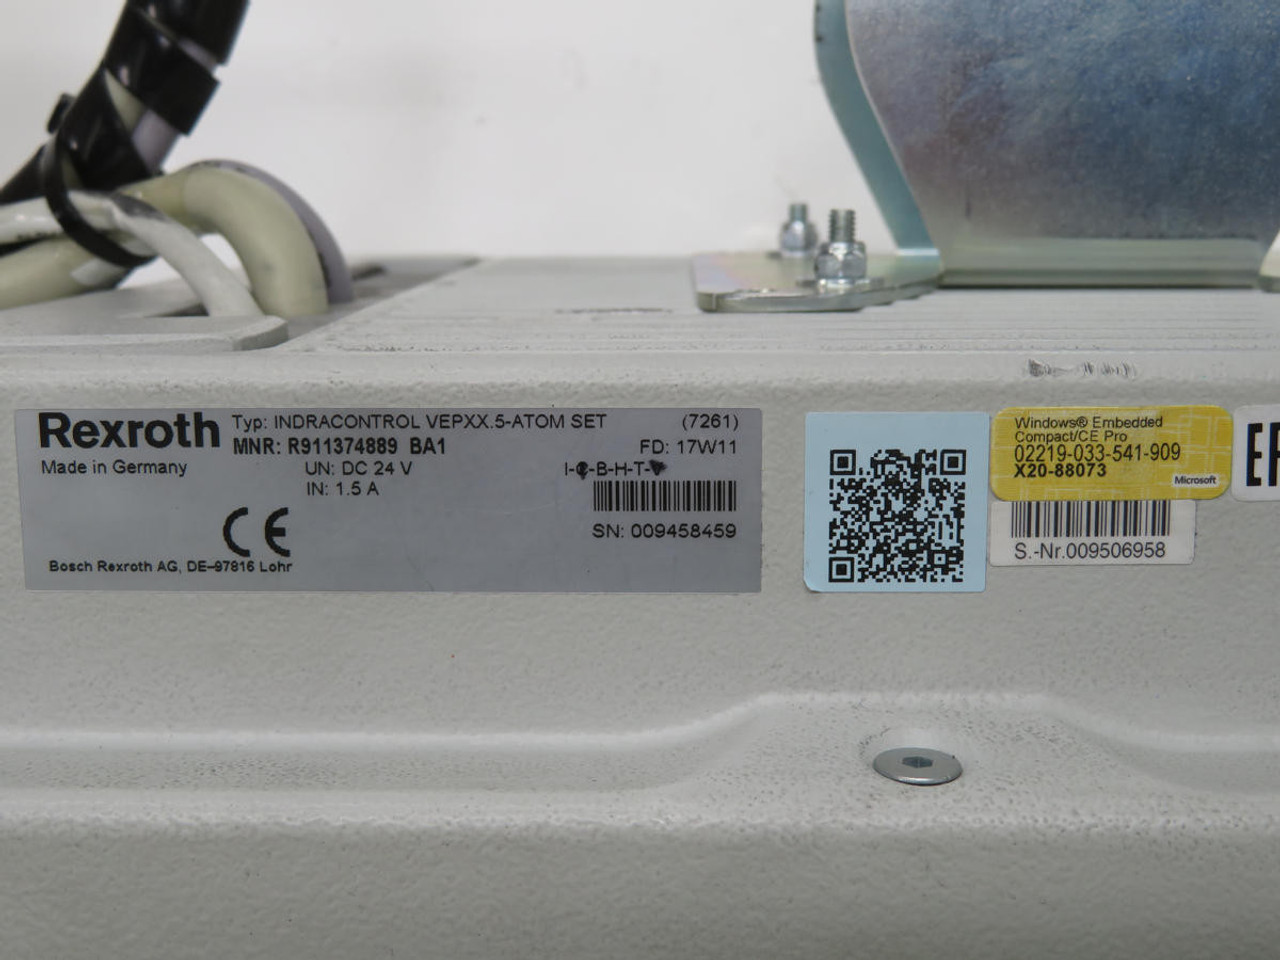 Rexroth
Typ: INDRACONTROL VEPXX.5-ATOM SET (7261)
MNR: R911374889 BA1 FD: 17W11
Made in Germany
UN: DC 24 V
IN: 1.5 A
SN: 009458459
CE
Bosch Rexroth AG, DE-97816 Lohr
Windows® Embedded
Compact/CE Pro
02219-033-541-909
X20-88073
Microsoft
S.-Nr.009506958